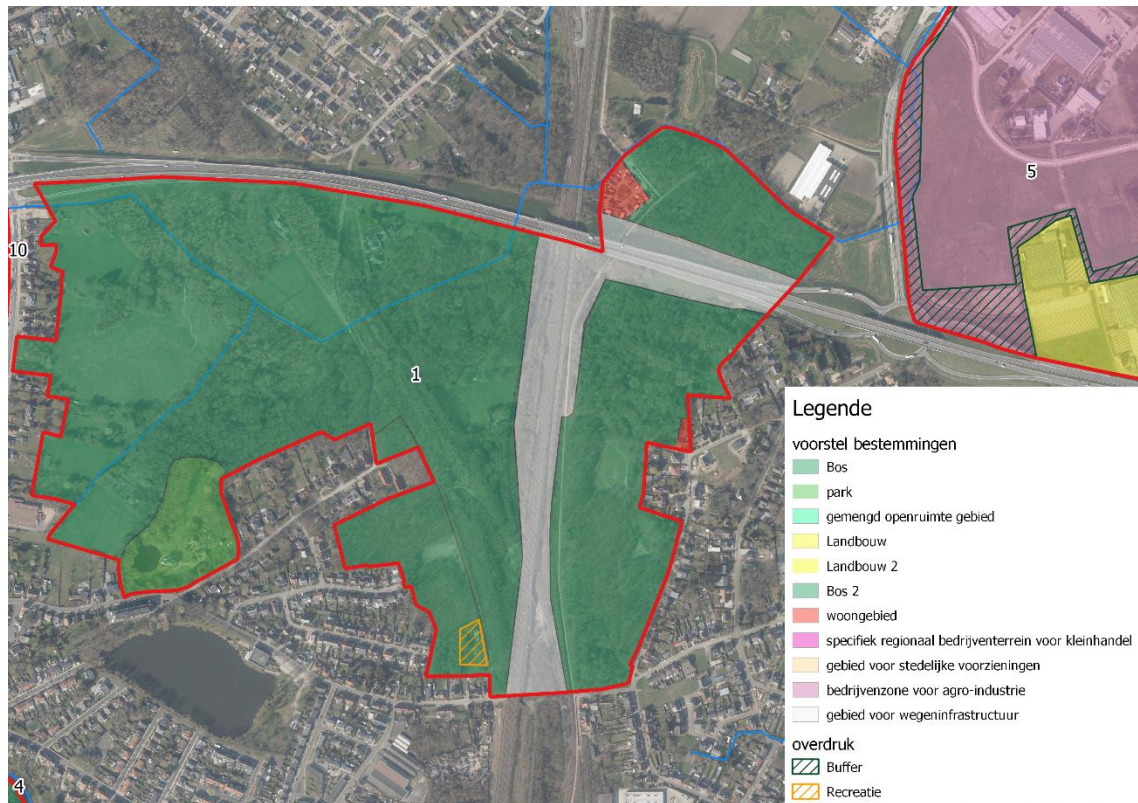 5
10
1
4
Legende
voorstel bestemmingen
Bos
park
gemengd openruimte gebied
Landbouw
Landbouw 2
Bos 2
woongebied
specifiek regionaal bedrijventerrein voor kleinhandel
gebied voor stedelijke voorzieningen
bedrijvenzone voor agro-industrie
gebied voor wegeninfrastructuur
overdruk
Buffer
Recreatie